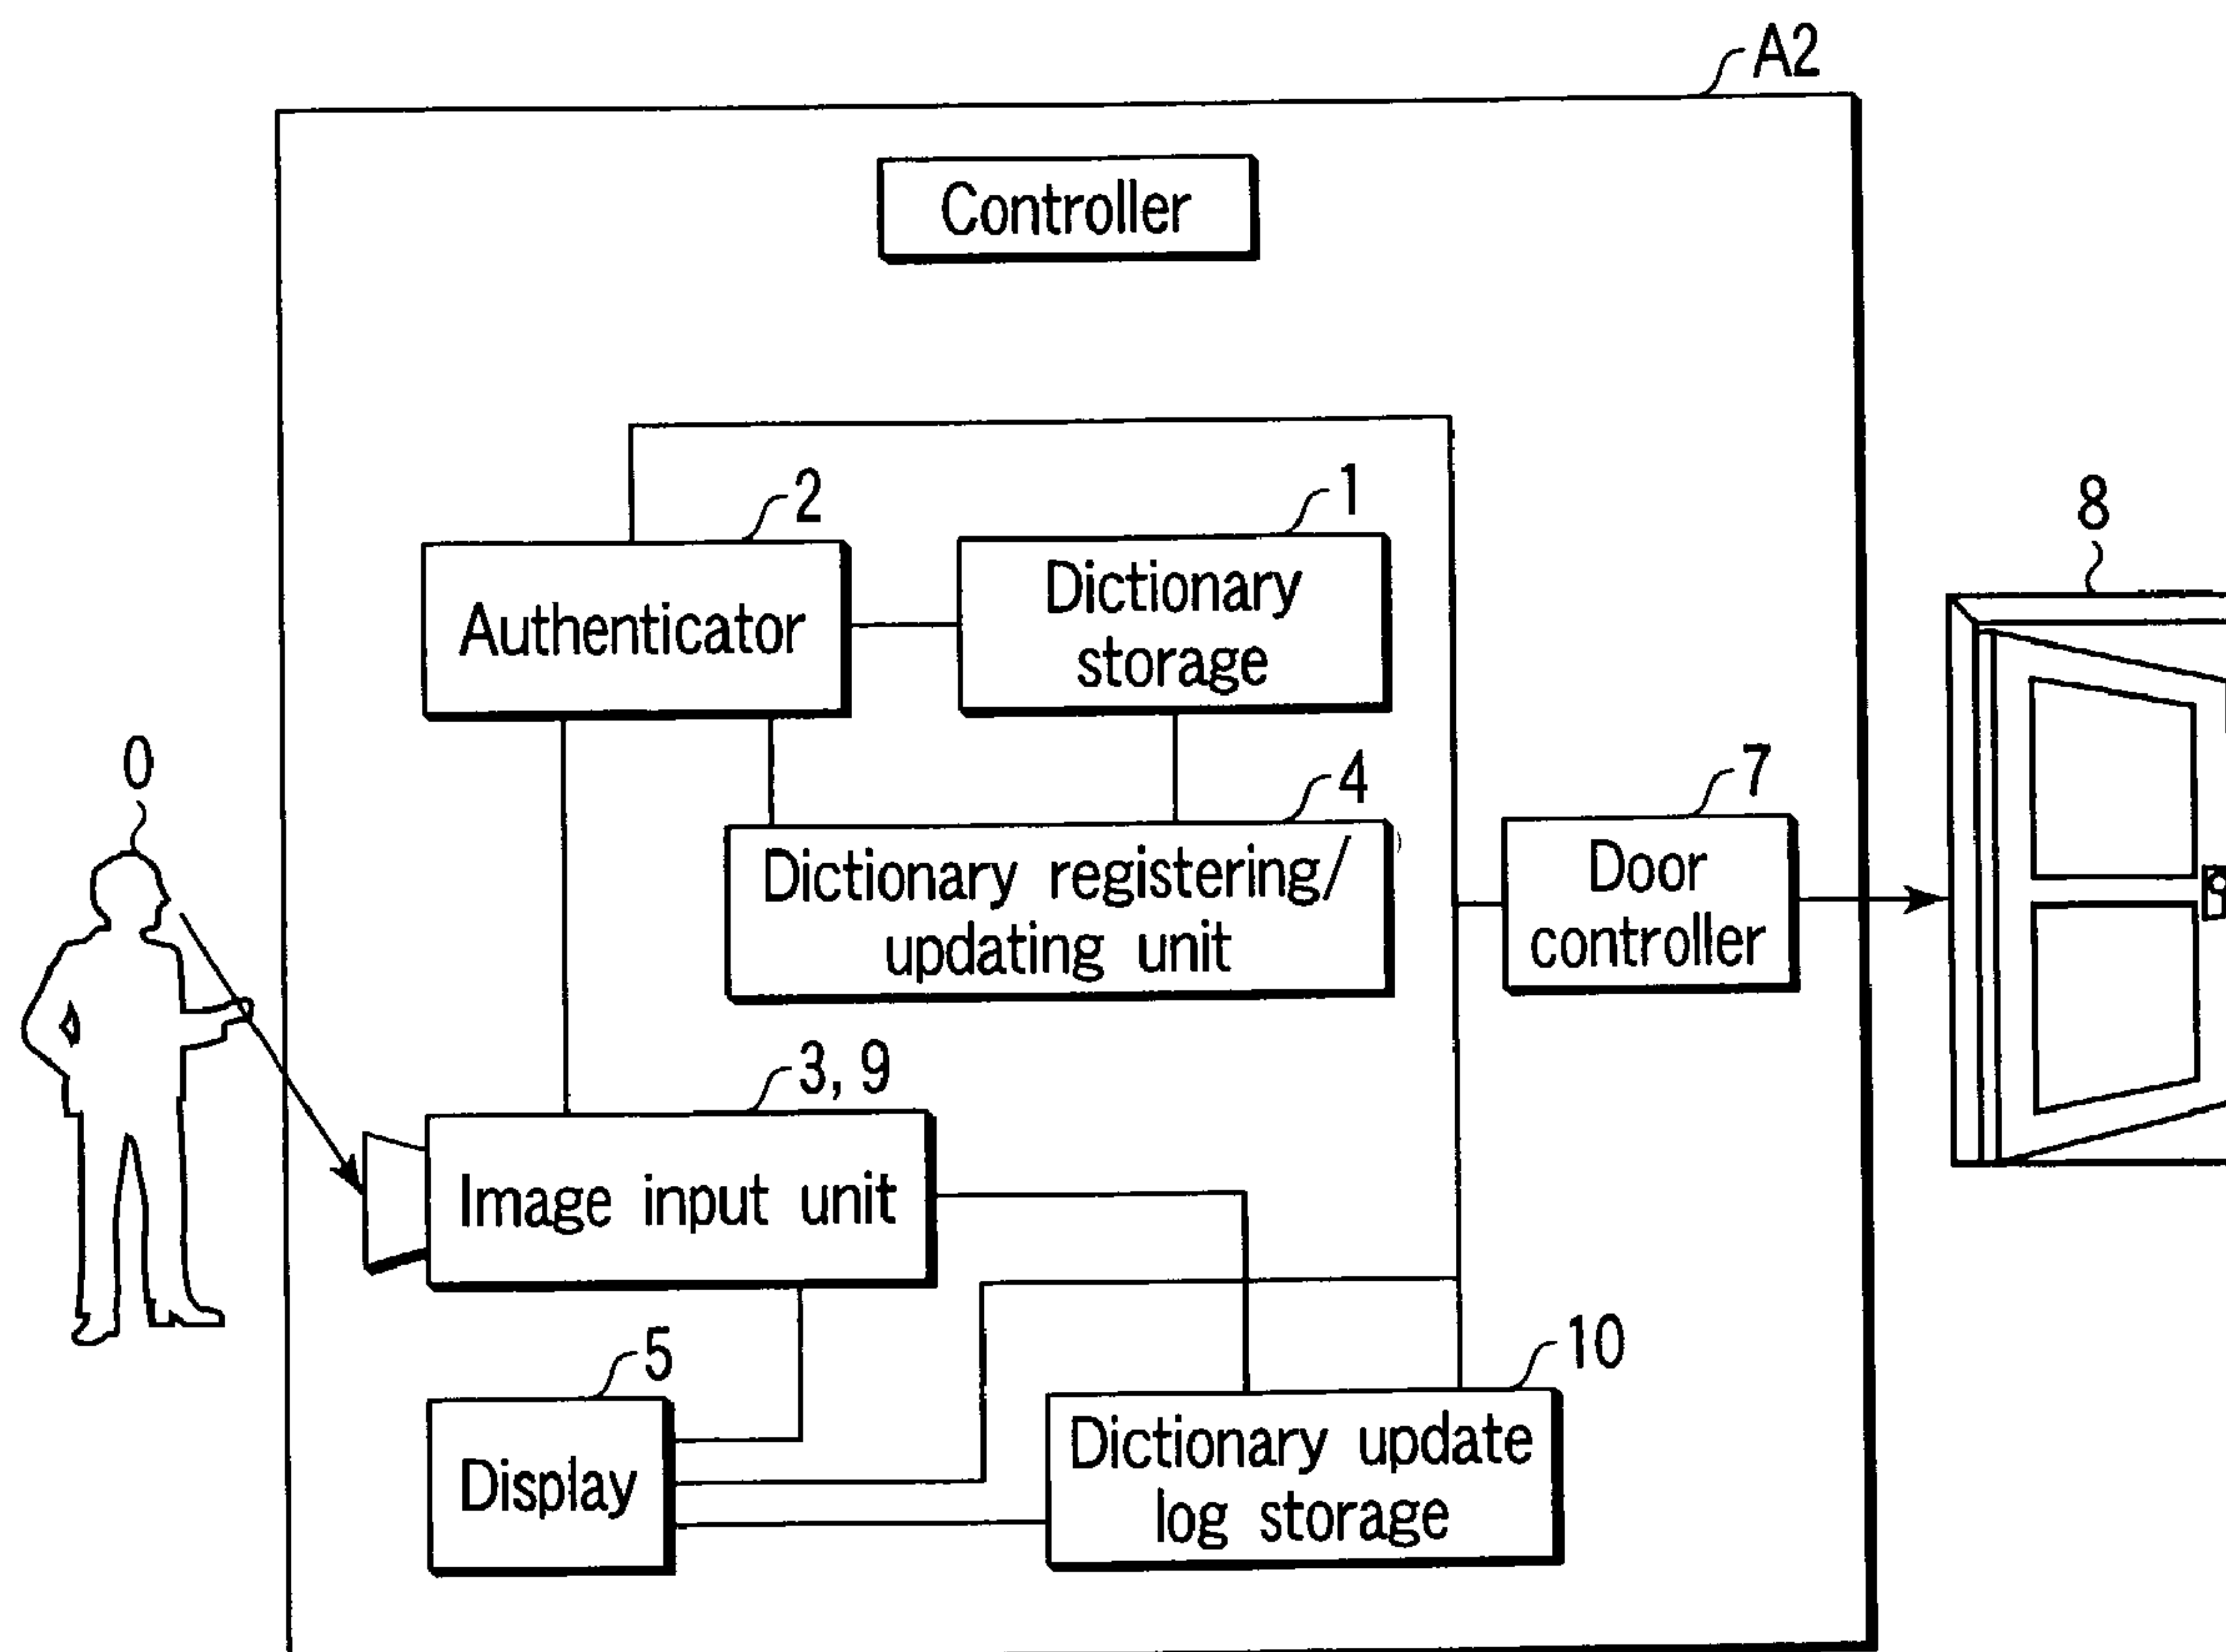 A2
Controller
2
1
8
Authenticator
Dictionary
storage
0
4
7
Dictionary registering/
updating unit
Door
controller
3, 9
Image input unit
5
10
Display
Dictionary update
log storage